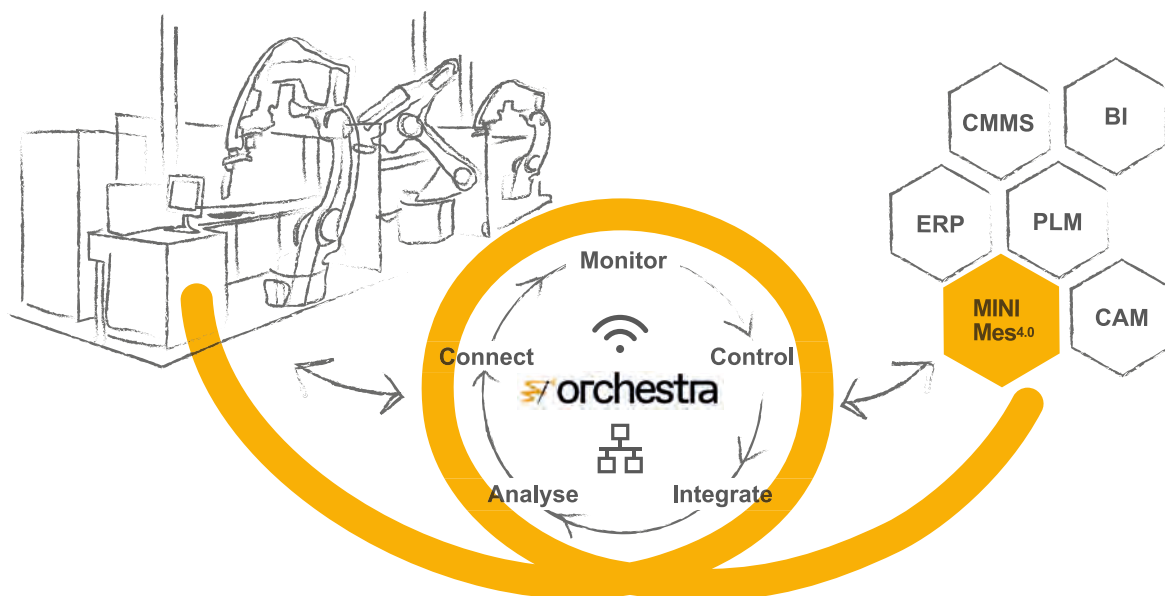 CMMS
BI
ERP
PLM
MINI
Mes4.0
CAM
Monitor
Connect
Control
orchestra
Analyse
Integrate